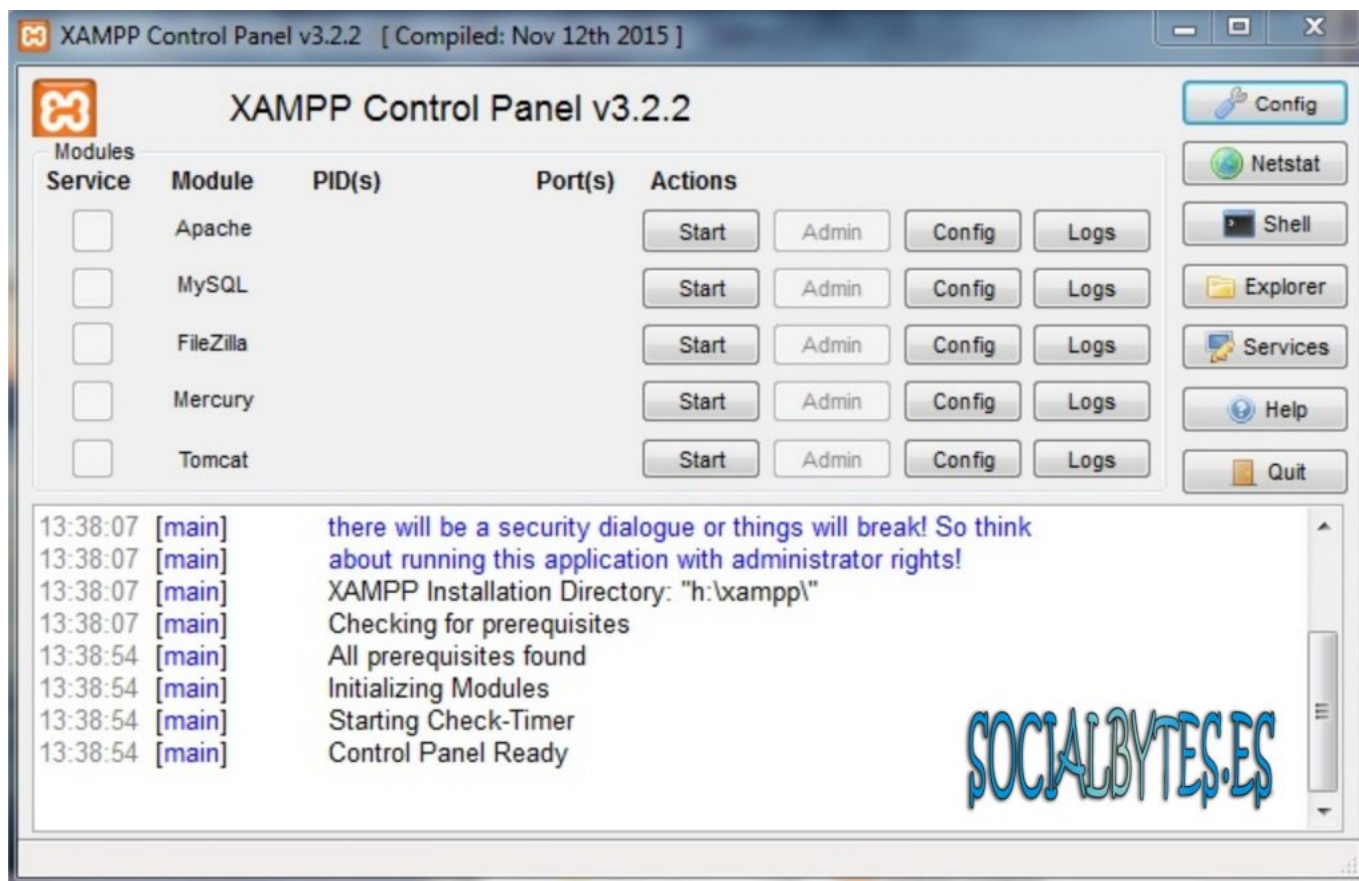 XAMPP Control Panel v3.2.2 [ Compiled: Nov 12th 2015 ]
XAMPP Control Panel v3.2.2
Config
Modules
Service Module PID(s) Port(s) Actions
Netstat
Apache Start Admin Config Logs
Shell
MySQL Start Admin Config Logs
Explorer
FileZilla Start Admin Config Logs
Services
Mercury Start Admin Config Logs
Help
Tomcat Start Admin Config Logs
Quit
13:38:07 [main] there will be a security dialogue or things will break! So think
13:38:07 [main] about running this application with administrator rights!
13:38:07 [main] XAMPP Installation Directory: "h:\xampp\"
13:38:07 [main] Checking for prerequisites
13:38:54 [main] All prerequisites found
13:38:54 [main] Initializing Modules
13:38:54 [main] Starting Check-Timer
13:38:54 [main] Control Panel Ready
SOCIALBYTES.ES